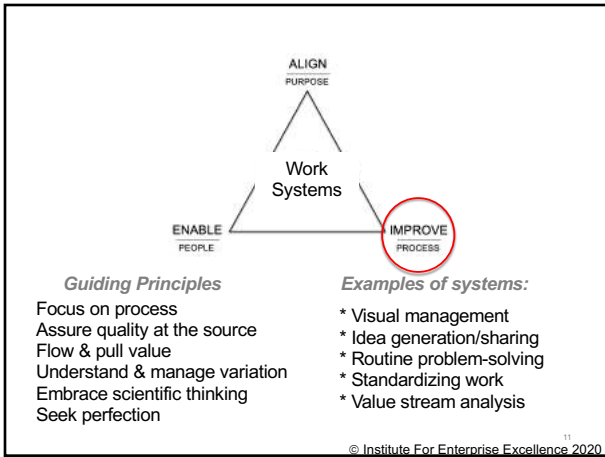 ALIGN
PURPOSE
Work
Systems
ENABLE
PEOPLE
IMPROVE
PROCESS
Guiding Principles
Focus on process
Assure quality at the source
Flow & pull value
Understand & manage variation
Embrace scientific thinking
Seek perfection
Examples of systems:
* Visual management
* Idea generation/sharing
* Routine problem-solving
* Standardizing work
* Value stream analysis
11
© Institute For Enterprise Excellence 2020